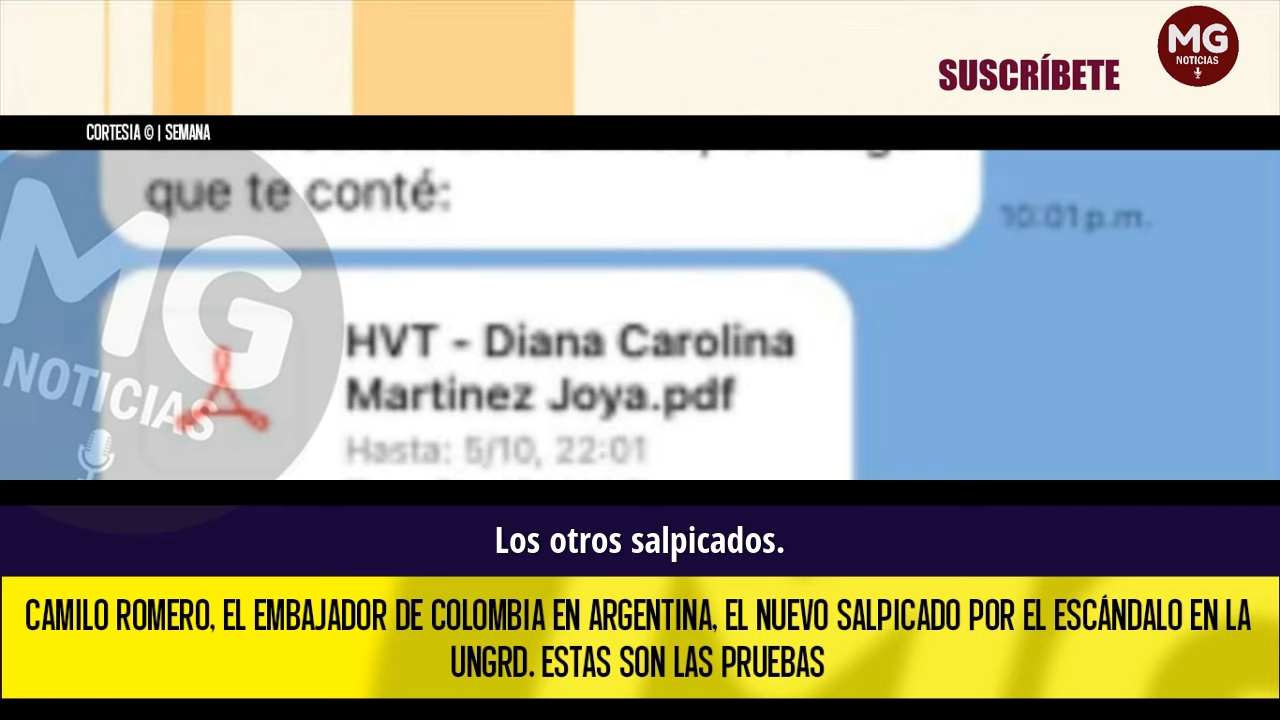 SUSCRÍBETE
MG
NOTICIAS
CORTESIA © | SEMANA
que te conté:
10:01 p.m.
MG
NOTICIAS
HVT - Diana Carolina
Martinez Joya.pdf
Hasta: 5/10, 22:01
Los otros salpicados.
CAMILO ROMERO, EL EMBAJADOR DE COLOMBIA EN ARGENTINA, EL NUEVO SALPICADO POR EL ESCÁNDALO EN LA
UNGRD. ESTAS SON LAS PRUEBAS